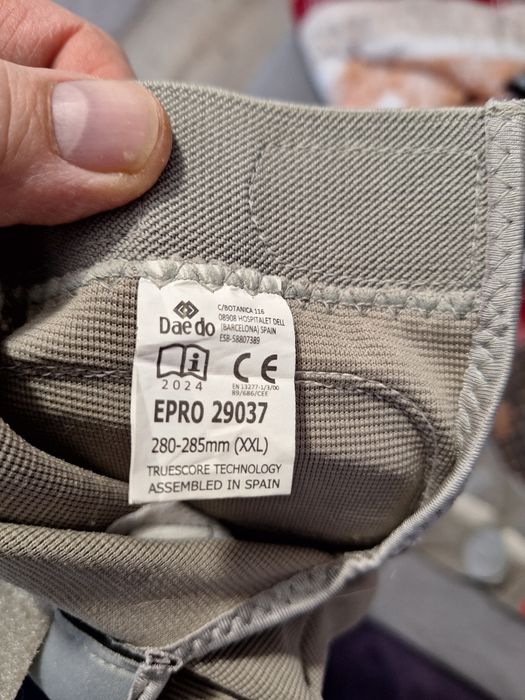 Daedo
C/BOTANICA 116
08908 HOSPITALET DELL
(BARCELONA) SPAIN
ESB-58807389
i
CE
2024
EN 13277-1/3/00
89/686/CEE
EPRO 29037
280-285mm (XXL)
TRUESCORE TECHNOLOGY
ASSEMBLED IN SPAIN